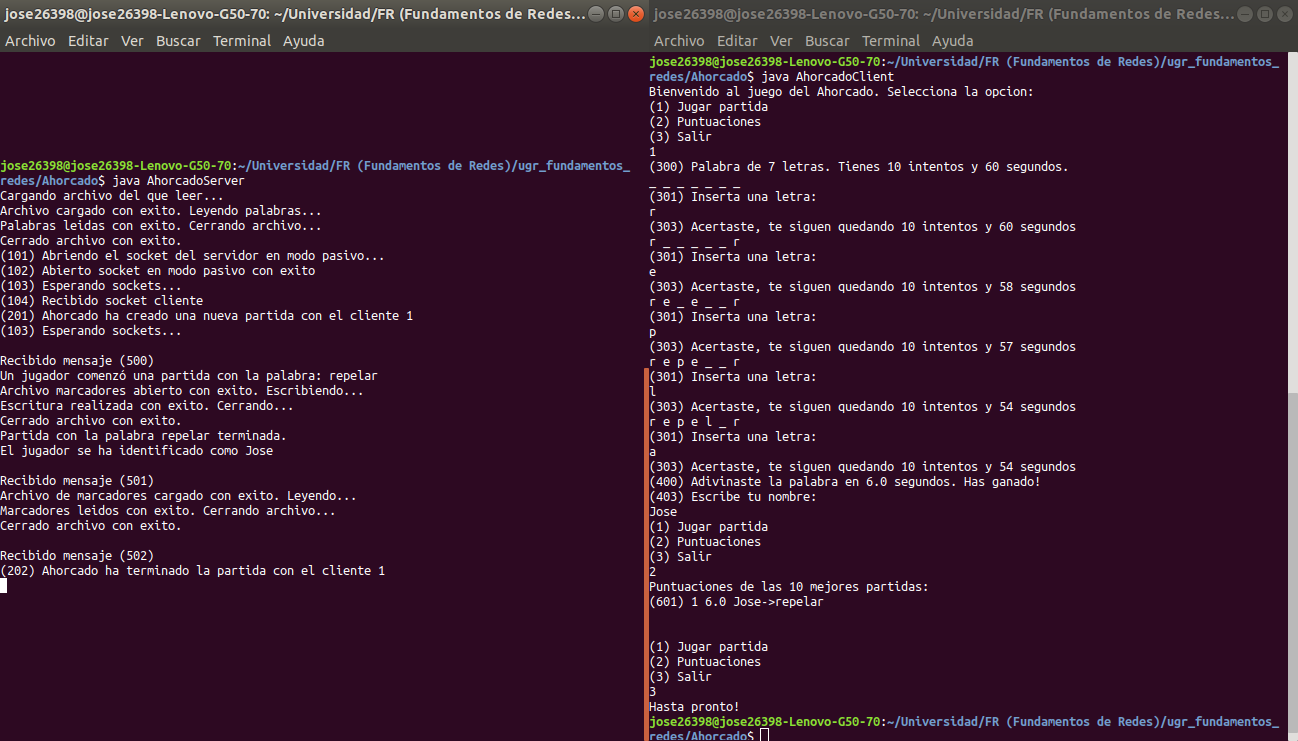 jose26398@jose26398-Lenovo-G50-70: ~/Universidad/FR (Fundamentos de Redes...
Archivo Editar Ver Buscar Terminal Ayuda
jose26398@jose26398-Lenovo-G50-70:~/Universidad/FR (Fundamentos de Redes)/ugr_fundamentos_
redes/Ahorcado$ java AhorcadoServer
Cargando archivo del que leer...
Archivo cargado con exito. Leyendo palabras...
Palabras leidas con exito. Cerrando archivo...
Cerrado archivo con exito.
(101) Abriendo el socket del servidor en modo pasivo...
(102) Abierto socket en modo pasivo con exito
(103) Esperando sockets...
(104) Recibido socket cliente
(201) Ahorcado ha creado una nueva partida con el cliente 1
(103) Esperando sockets...
Recibido mensaje (500)
Un jugador comenzó una partida con la palabra: repelar
Archivo marcadores abierto con exito. Escribiendo...
Escritura realizada con exito. Cerrando...
Cerrado archivo con exito.
Partida con la palabra repelar terminada.
El jugador se ha identificado como Jose
Recibido mensaje (501)
Archivo de marcadores cargado con exito. Leyendo...
Marcadores leidos con exito. Cerrando archivo...
Cerrado archivo con exito.
Recibido mensaje (502)
(202) Ahorcado ha terminado la partida con el cliente 1
jose26398@jose26398-Lenovo-G50-70: ~/Universidad/FR (Fundamentos de Redes...
Archivo Editar Ver Buscar Terminal Ayuda
jose26398@jose26398-Lenovo-G50-70:~/Universidad/FR (Fundamentos de Redes)/ugr_fundamentos_
redes/Ahorcado$ java AhorcadoClient
Bienvenido al juego del Ahorcado. Selecciona la opcion:
(1) Jugar partida
(2) Puntuaciones
(3) Salir
1
(300) Palabra de 7 letras. Tienes 10 intentos y 60 segundos.
_ _ _ _ _ _ _
(301) Inserta una letra:
r
(303) Acertaste, te siguen quedando 10 intentos y 60 segundos
r _ _ _ _ _ r
(301) Inserta una letra:
e
(303) Acertaste, te siguen quedando 10 intentos y 58 segundos
r e _ e _ _ r
(301) Inserta una letra:
p
(303) Acertaste, te siguen quedando 10 intentos y 57 segundos
r e p e _ _ r
(301) Inserta una letra:
l
(303) Acertaste, te siguen quedando 10 intentos y 54 segundos
r e p e l _ r
(301) Inserta una letra:
a
(303) Acertaste, te siguen quedando 10 intentos y 54 segundos
(400) Adivinaste la palabra en 6.0 segundos. Has ganado!
(403) Escribe tu nombre:
Jose
(1) Jugar partida
(2) Puntuaciones
(3) Salir
2
Puntuaciones de las 10 mejores partidas:
(601) 1 6.0 Jose->repelar
(1) Jugar partida
(2) Puntuaciones
(3) Salir
3
Hasta pronto!
jose26398@jose26398-Lenovo-G50-70:~/Universidad/FR (Fundamentos de Redes)/ugr_fundamentos_
redes/Ahorcado$